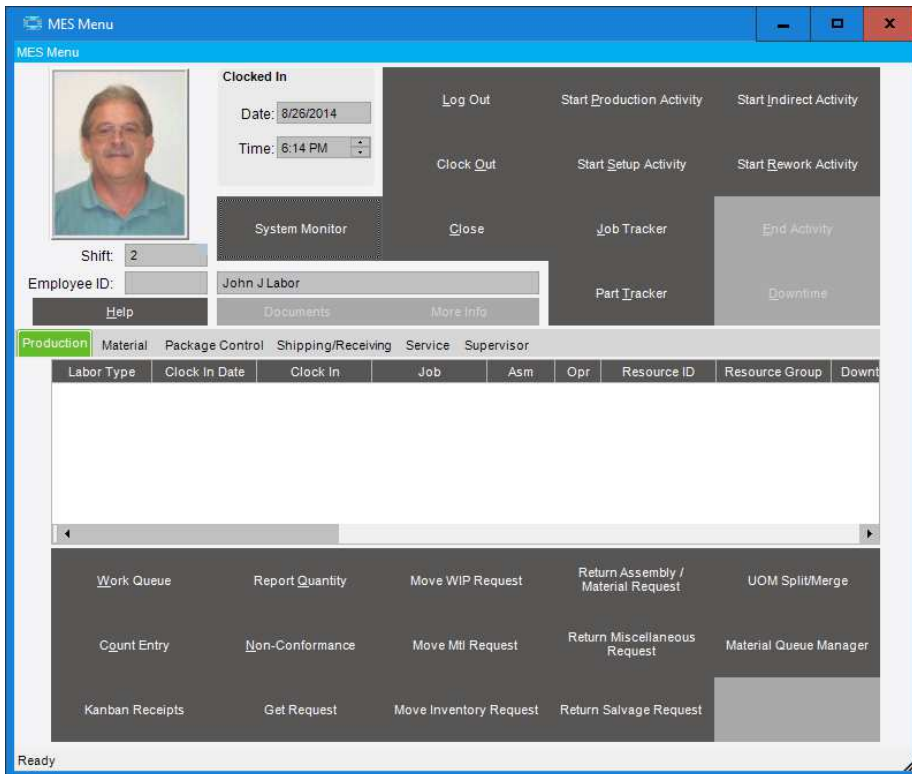 MES Menu
MES Menu
Clocked In
Date: 8/26/2014
Time: 6:14 PM
Log Out
Start Production Activity
Start Indirect Activity
Clock Out
Start Setup Activity
Start Rework Activity
System Monitor
Close
Job Tracker
End Activity
Shift: 2
Employee ID:
John J Labor
Part Tracker
Downtime
Help
Documents
More Info
Production Material Package Control Shipping/Receiving Service Supervisor
Labor Type Clock In Date Clock In Job Asm Opr Resource ID Resource Group Downt
Work Queue
Report Quantity
Move WIP Request
Return Assembly /
Material Request
UOM Split/Merge
Count Entry
Non-Conformance
Move Mtl Request
Return Miscellaneous
Request
Material Queue Manager
Kanban Receipts
Get Request
Move Inventory Request
Return Salvage Request
Ready